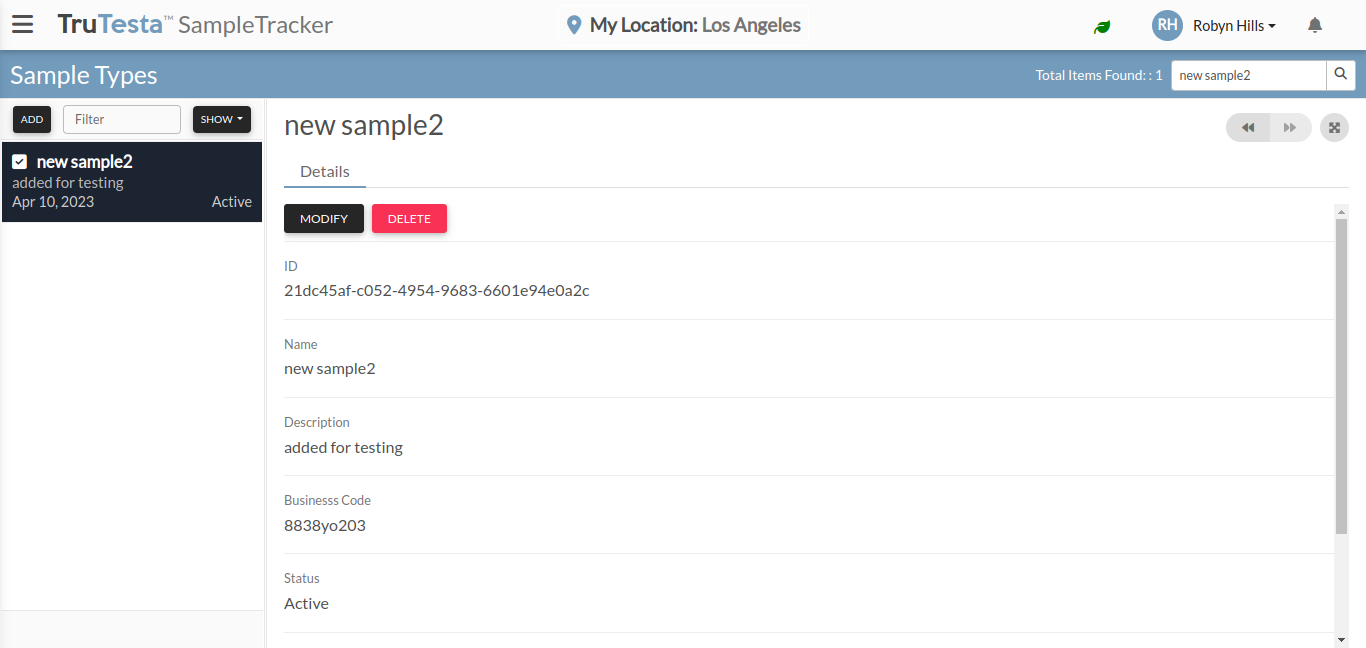 TruTesta™ SampleTracker
My Location: Los Angeles
RH Robyn Hills
Sample Types
Total Items Found: : 1
new sample2
ADD
Filter
SHOW
new sample2
added for testing
Apr 10, 2023 Active
new sample2
Details
MODIFY
DELETE
ID
21dc45af-c052-4954-9683-6601e94e0a2c
Name
new sample2
Description
added for testing
Businesss Code
8838yo203
Status
Active